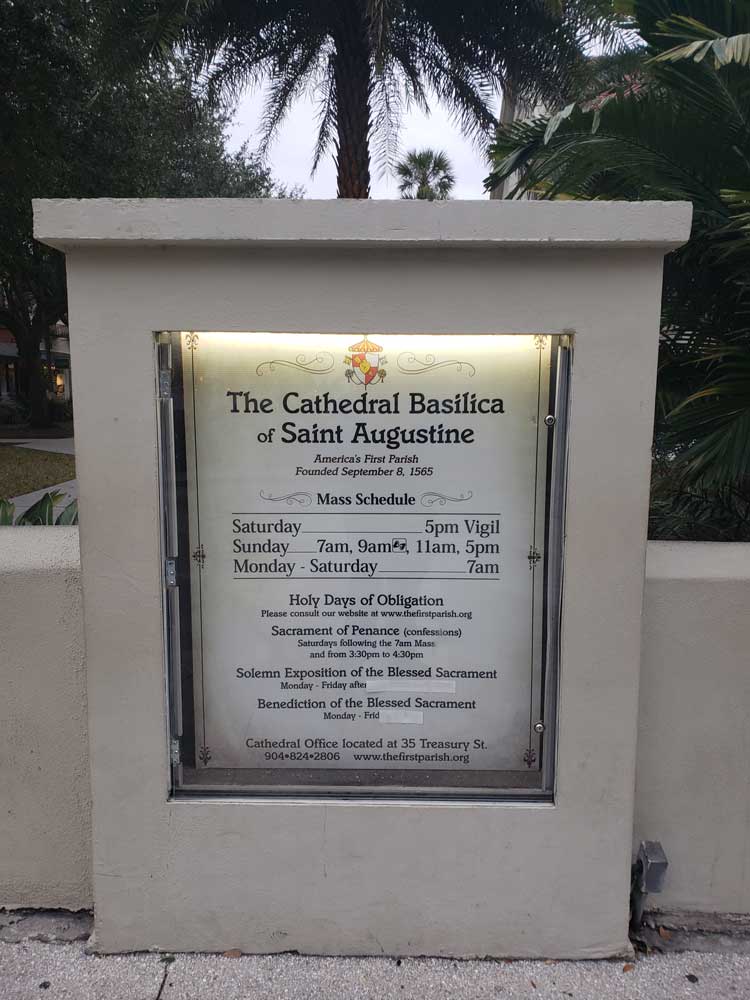 The Cathedral Basilica
of Saint Augustine
America's First Parish
Founded September 8, 1565
Mass Schedule
Saturday 5pm Vigil
Sunday 7am, 9am, 11am, 5pm
Monday - Saturday 7am
Holy Days of Obligation
Please consult our website at www.thefirstparish.org
Sacrament of Penance (confessions)
Saturdays following the 7am Mass
and from 3:30pm to 4:30pm
Solemn Exposition of the Blessed Sacrament
Monday - Friday after
Benediction of the Blessed Sacrament
Monday - Frid
Cathedral Office located at 35 Treasury St.
904•824•2806 www.thefirstparish.org